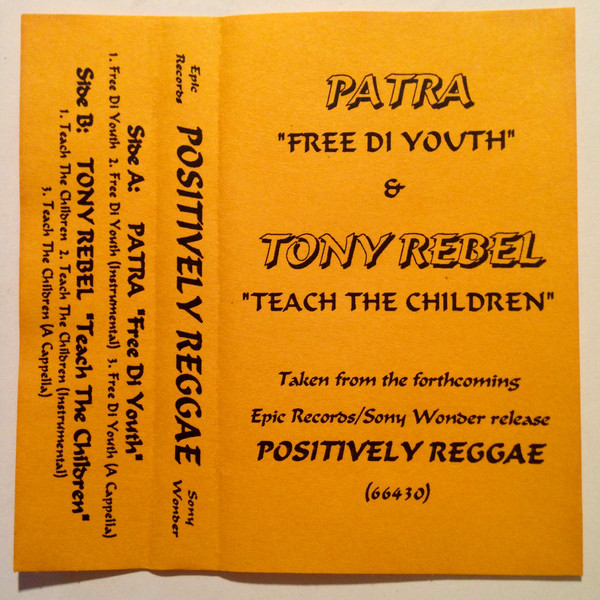 PATRA
"FREE DI YOUTH"
&
TONY REBEL
"TEACH THE CHILDREN"
Taken from the forthcoming
Epic Records/Sony Wonder release
POSITIVELY REGGAE
(66430)
Epic
Records
POSITIVELY REGGAE
Sony
Wonder
Side A: PATRA "Free Di Youth"
1. Free Di Youth 2. Free Di Youth (Instrumental) 3. Free Di Youth (A Cappella)
Side B: TONY REBEL "Teach The Children"
1. Teach The Children 2. Teach The Children (Instrumental)
3. Teach The Children (A Cappella)